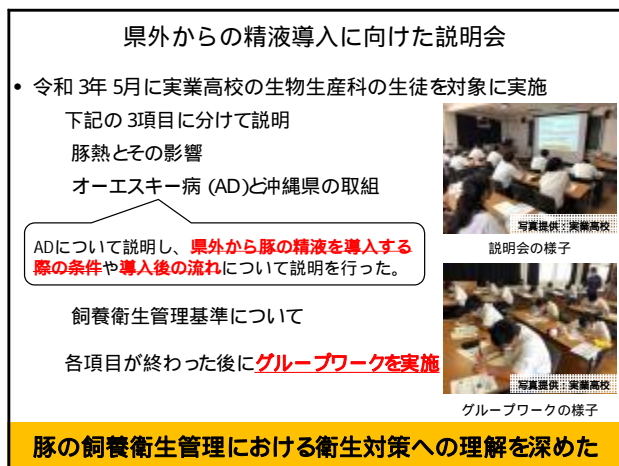 県外からの精液導入に向けた説明会
• 令和3年5月に実業高校の生物生産科の生徒を対象に実施
下記の3項目に分けて説明
豚熱とその影響
オーエスキー病 (AD)と沖縄県の取組
ADについて説明し、県外から豚の精液を導入する
際の条件や導入後の流れについて説明を行った。
写真提供：実業高校
説明会の様子
飼養衛生管理基準について
各項目が終わった後にグループワークを実施
写真提供：実業高校
グループワークの様子
豚の飼養衛生管理における衛生対策への理解を深めた